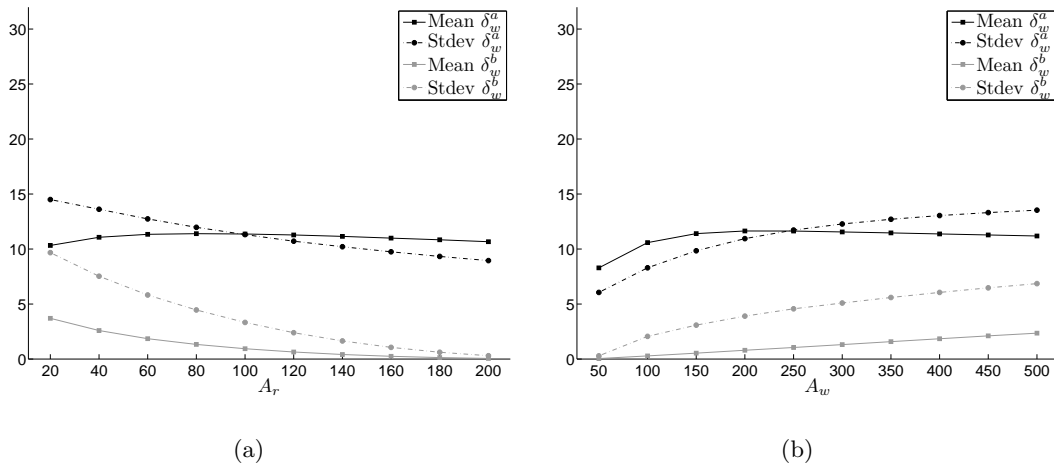 30
25
20
15
10
5
0
20 40 60 80 100 120 140 160 180 200
A_r
Mean δ_w^a
Stdev δ_w^a
Mean δ_w^b
Stdev δ_w^b
(a)
30
25
20
15
10
5
0
50 100 150 200 250 300 350 400 450 500
A_w
Mean δ_w^a
Stdev δ_w^a
Mean δ_w^b
Stdev δ_w^b
(b)